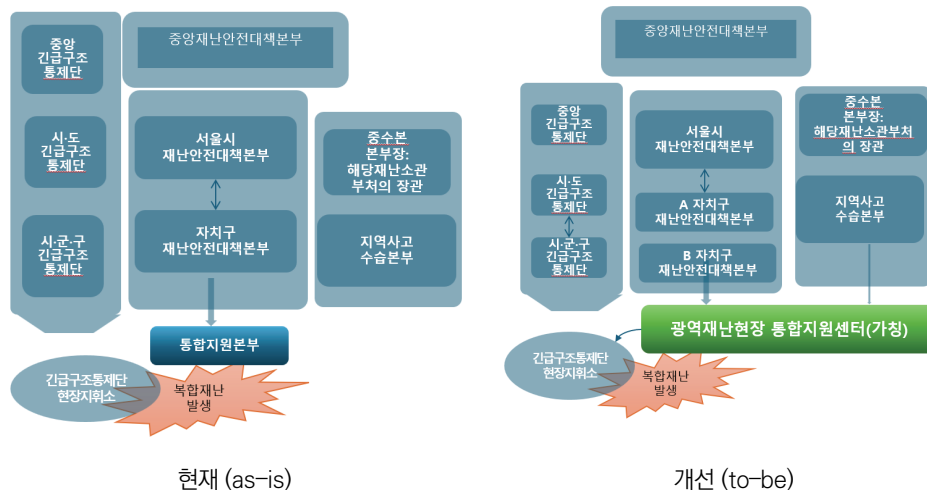 중앙재난안전대책본부
중앙
긴급구조
통제단
시·도
긴급구조
통제단
시·군·구
긴급구조
통제단
서울시
재난안전대책본부
자치구
재난안전대책본부
중수본
본부장:
해당재난소관
부처의 장관
지역사고
수습본부
통합지원본부
긴급구조통제단
현장지휘소
복합재난
발생
현재 (as-is)
중앙재난안전대책본부
중앙
긴급구조
통제단
시·도
긴급구조
통제단
시·군·구
긴급구조
통제단
서울시
재난안전대책본부
A 자치구
재난안전대책본부
B 자치구
재난안전대책본부
중수본
본부장:
해당재난소관부처
의 장관
지역사고
수습본부
광역재난현장 통합지원센터(가칭)
긴급구조통제단
현장지휘소
복합재난
발생
개선 (to-be)